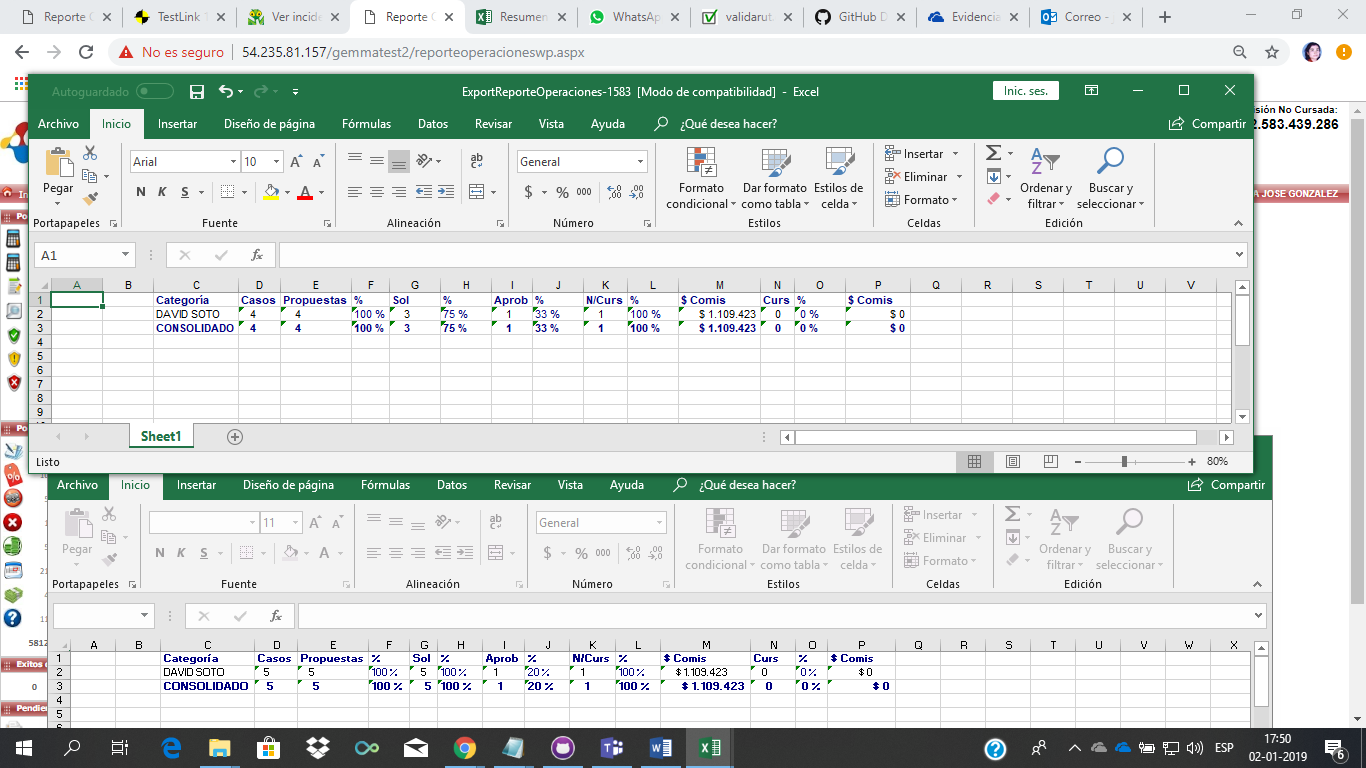 Reporte C
TestLink 1
Ver incide
Reporte C
Resumen
WhatsAp
validarut.
GitHub D
Evidencia
Correo -
No es seguro 54.235.81.157/gemmatest2/reporteoperacioneswp.aspx
Autoguardado
ExportReporteOperaciones-1583 [Modo de compatibilidad] - Excel
Inic. ses.
isión No Cursada:
2.583.439.286
Archivo Inicio Insertar Diseño de página Fórmulas Datos Revisar Vista Ayuda ¿Qué desea hacer? Compartir
Pegar
Arial 10
N K S
General
$ % 000
Formato condicional
Dar formato como tabla
Estilos de celda
Insertar
Eliminar
Formato
Ordenar y filtrar
Buscar y seleccionar
A JOSE GONZALEZ
Portapapeles Fuente Alineación Número Estilos Celdas Edición
A1 fx
A B C D E F G H I J K L M N O P Q R S T U V
1 Categoría Casos Propuestas % Sol % Aprob % N/Curs % $ Comis Curs % $ Comis
2 DAVID SOTO 4 4 100 % 3 75 % 1 33 % 1 100 % $ 1.109.423 0 0 % $ 0
3 CONSOLIDADO 4 4 100 % 3 75 % 1 33 % 1 100 % $ 1.109.423 0 0 % $ 0
4
5
6
7
8
9
Sheet1
Listo 80%
Archivo Inicio Insertar Diseño de página Fórmulas Datos Revisar Vista Ayuda ¿Qué desea hacer? Compartir
Pegar
11
N K S
General
$ % 000
Formato condicional
Dar formato como tabla
Estilos de celda
Insertar
Eliminar
Formato
Ordenar y filtrar
Buscar y seleccionar
Portapapeles Fuente Alineación Número Estilos Celdas Edición
fx
5812
A B C D E F G H I J K L M N O P Q R S T U V W X
1 Categoría Casos Propuestas % Sol % Aprob % N/Curs % $ Comis Curs % $ Comis
2 DAVID SOTO 5 5 100 % 5 100 % 1 20 % 1 100 % $ 1.109.423 0 0 % $ 0
3 CONSOLIDADO 5 5 100 % 5 100 % 1 20 % 1 100 % $ 1.109.423 0 0 % $ 0
4
5
6
Exitos
0
Pendien
ESP
17:50
02-01-2019
6